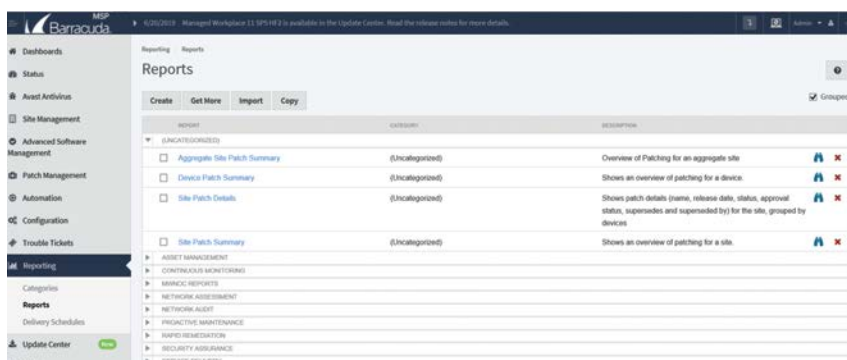 MSP
Barracuda
6/20/2019 Managed Workplace 11 SP5 HF2 is available in the Update Center. Read the release notes for more details.
Admin
Dashboards
Status
Avast Antivirus
Site Management
Advanced Software
Management
Patch Management
Automation
Configuration
Trouble Tickets
Reporting
Categories
Reports
Delivery Schedules
Update Center
New
Reporting Reports
Reports
Create Get More Import Copy
Grouped
REPORT CATEGORY DESCRIPTION
(UNCATEGORIZED)
Aggregate Site Patch Summary (Uncategorized) Overview of Patching for an aggregate site
Device Patch Summary (Uncategorized) Shows an overview of patching for a device.
Site Patch Details (Uncategorized) Shows patch details (name, release date, status, approval
status, supersedes and superseded by) for the site, grouped by
devices
Site Patch Summary (Uncategorized) Shows an overview of patching for a site.
ASSET MANAGEMENT
CONTINUOUS MONITORING
MWNOC REPORTS
NETWORK ASSESSMENT
NETWORK AUDIT
PROACTIVE MAINTENANCE
RAPID REMEDIATION
SECURITY ASSURANCE